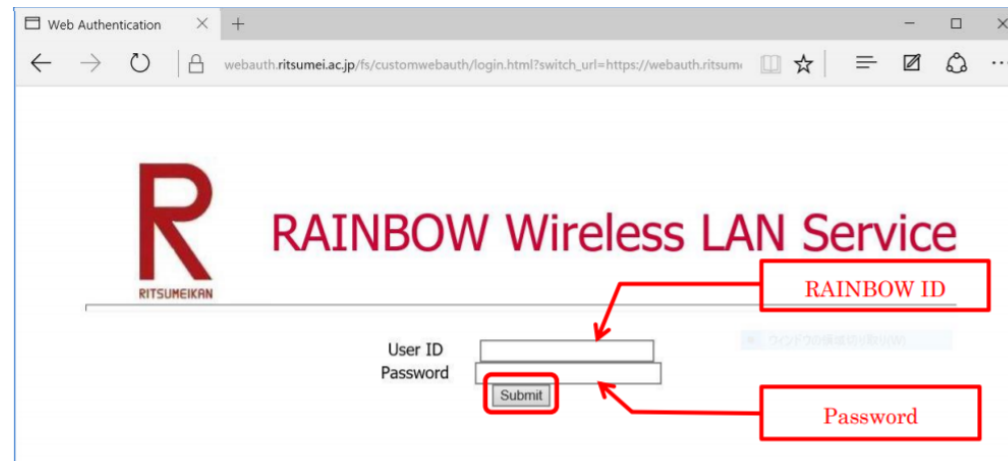 Web Authentication
webauth.ritsumei.ac.jp/fs/customwebauth/login.html?switch_url=https://webauth.ritsum
R
RITSUMEIKAN
RAINBOW Wireless LAN Service
RAINBOW ID
User ID
Password
Submit
Password